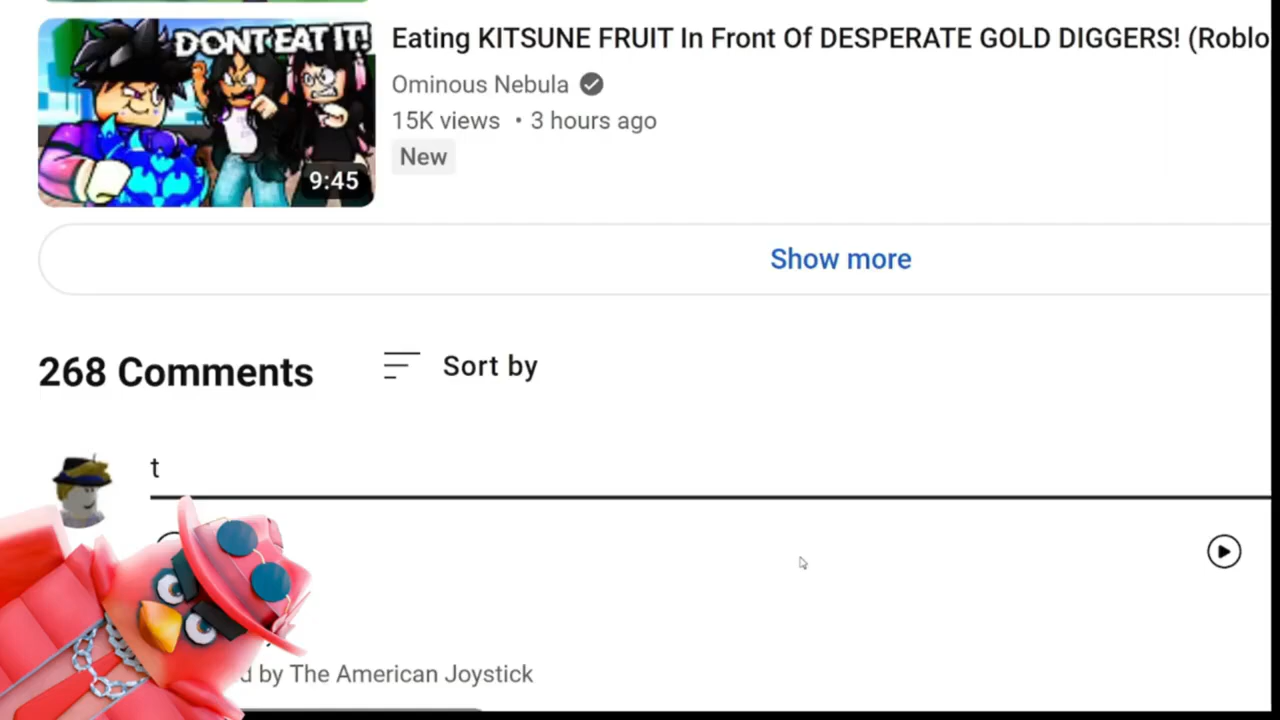 DONT EAT IT!
Eating KITSUNE FRUIT In Front Of DESPERATE GOLD DIGGERS! (Roblo
Ominous Nebula
15K views • 3 hours ago
New
9:45
Show more
268 Comments
Sort by
t
d by The American Joystick